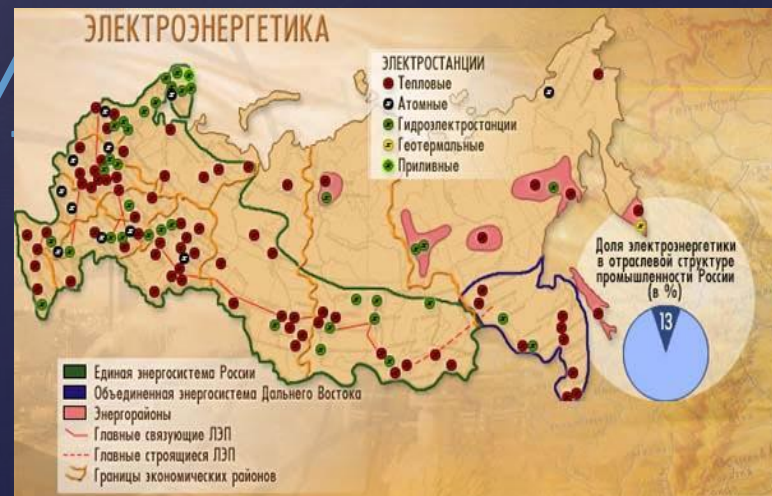 ЭЛЕКТРОЭНЕРГЕТИКА
ЭЛЕКТРОСТАНЦИИ
Тепловые
Атомные
Гидроэлектростанции
Геотермальные
Приливные
Доля электроэнергетики
в отраслевой структуре
промышленности России
(в %)
13
Единая энергосистема России
Объединенная энергосистема Дальнего Востока
Энергорайоны
Главные связующие ЛЭП
Главные строящиеся ЛЭП
Границы экономических районов